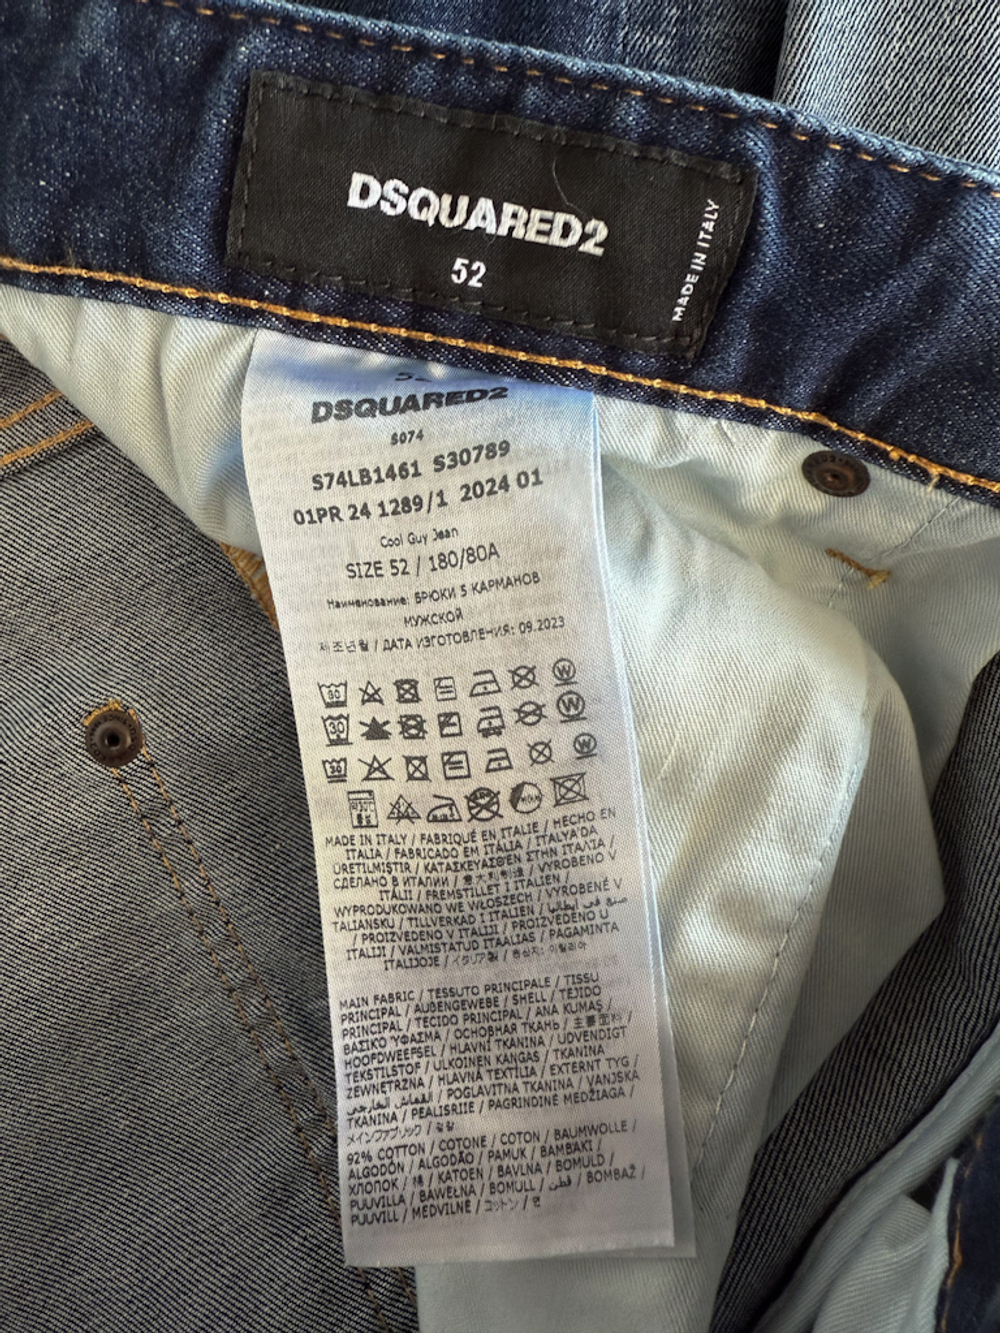 DSQUARED2
52
MADE IN ITALY
DSQUARED2
S074
S74LB1461 S30789
01PR 24 1289/1 2024 01
Cool Guy Jean
SIZE 52 / 180/80A
Наименование: БРЮКИ 5 КАРМАНОВ
МУЖСКОЙ
제조년월 / ДАТА ИЗГОТОВЛЕНИЯ: 09.2023
30
30
30
MADE IN ITALY / FABRIQUÉ EN ITALIE / HECHO EN
ITALIA / FABRICADO EM ITÁLIA / ITALYA'DA
ÜRETILMIŞTIR / ΚΑΤΑΣΚΕΥΑΣΘΕΝ ΣΤΗΝ ΙΤΑΛΙΑ /
СДЕЛАНО В ИТАЛИИ / 意大利制造 / VYROBENO V
ITÁLII / FREMSTILLET I ITALIEN /
WYPRODUKOWANO WE WŁOSZECH / VYROBENÉ V
TALIANSKU / TILLVERKAD I ITALIEN / صنع في إيطاليا
/ PROIZVEDENO V ITALIJI / PROIZVEDENO U
ITALIJI / VALMISTATUD ITAALIAS / PAGAMINTA
ITALIJOJE / イタリア製 / 원산지: 이탈리아
MAIN FABRIC / TESSUTO PRINCIPALE / TISSU
PRINCIPAL / AUßENGEWEBE / SHELL / TEJIDO
PRINCIPAL / TECIDO PRINCIPAL / ANA KUMAŞ /
ΒΑΣΙΚΟ ΎΦΑΣΜΑ / ОСНОВНАЯ ТКАНЬ / 主要面料 /
HOOFDWEEFSEL / HLAVNÍ TKANINA / UDVENDIGT
TEKSTILSTOF / ULKOINEN KANGAS / TKANINA
ZEWNĘTRZNA / HLAVNÁ TEXTÍLIA / EXTERNT TYG /
القماش الخارجي / POGLAVITNA TKANINA / VANJSKA
TKANINA / PEALISRIIE / PAGRINDINĖ MEDŽIAGA /
メインファブリック / 겉감
92% COTTON / COTONE / COTON / BAUMWOLLE /
ALGODÓN / ALGODÃO / PAMUK / ΒΑΜΒΑΚΙ /
ХЛОПОК / 棉 / KATOEN / BAVLNA / BOMULD /
PUUVILLA / BAWEŁNA / BOMULL / قطن / BOMBAŽ /
PUUVILL / MEDVILNĖ / コットン / 면